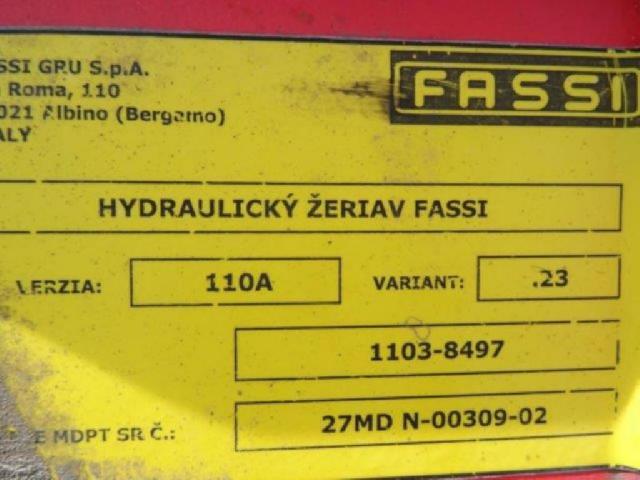 SSI GRU S.p.A.
FASSI
Roma, 110
021 Albino (Bergamo)
ALY
HYDRAULICKÝ ŽERIAV FASSI
VERZIA: 110A VARIANT: .23
1103-8497
E MDPT SR Č.: 27MD N-00309-02